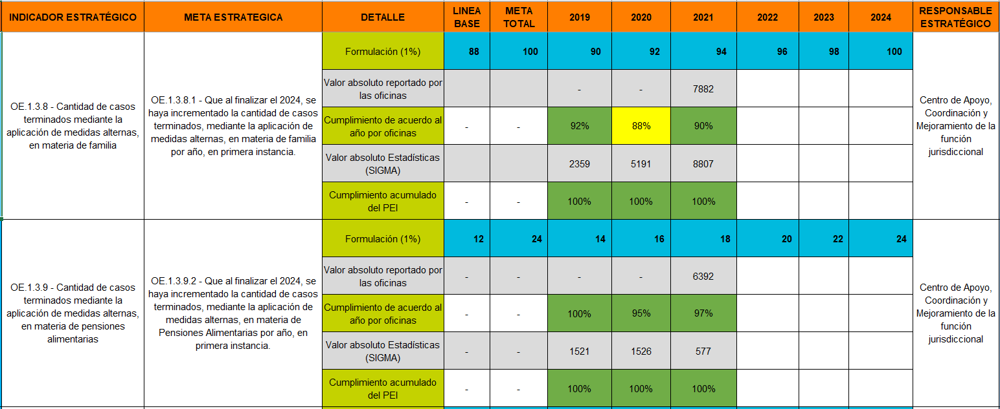 INDICADOR ESTRATÉGICO META ESTRATEGICA DETALLE LINEA BASE META TOTAL 2019 2020 2021 2022 2023 2024 RESPONSABLE ESTRATÉGICO
OE.1.3.8 - Cantidad de casos
terminados mediante la
aplicación de medidas alternas,
en materia de familia
OE.1.3.8.1 - Que al finalizar el 2024, se
haya incrementado la cantidad de casos
terminados, mediante la aplicación de
medidas alternas, en materia de familia
por año, en primera instancia.
Formulación (1%) 88 100 90 92 94 96 98 100
Valor absoluto reportado por
las oficinas
- - 7882
Cumplimiento de acuerdo al
año por oficinas
- - 92% 88% 90%
Valor absoluto Estadísticas
(SIGMA)
2359 5191 8807
Cumplimiento acumulado
del PEI
- - 100% 100% 100%
Centro de Apoyo,
Coordinación y
Mejoramiento de la
función
jurisdiccional
OE.1.3.9 - Cantidad de casos
terminados mediante la
aplicación de medidas alternas,
en materia de pensiones
alimentarias
OE.1.3.9.2 - Que al finalizar el 2024, se
haya incrementado la cantidad de casos
terminados, mediante la aplicación de
medidas alternas, en materia de
Pensiones Alimentarias por año, en
primera instancia.
Formulación (1%) 12 24 14 16 18 20 22 24
Valor absoluto reportado por
las oficinas
- - - - 6392
Cumplimiento de acuerdo al
año por oficinas
- - 100% 95% 97%
Valor absoluto Estadísticas
(SIGMA)
- - 1521 1526 577
Cumplimiento acumulado
del PEI
- - 100% 100% 100%
Centro de Apoyo,
Coordinación y
Mejoramiento de la
función
jurisdiccional